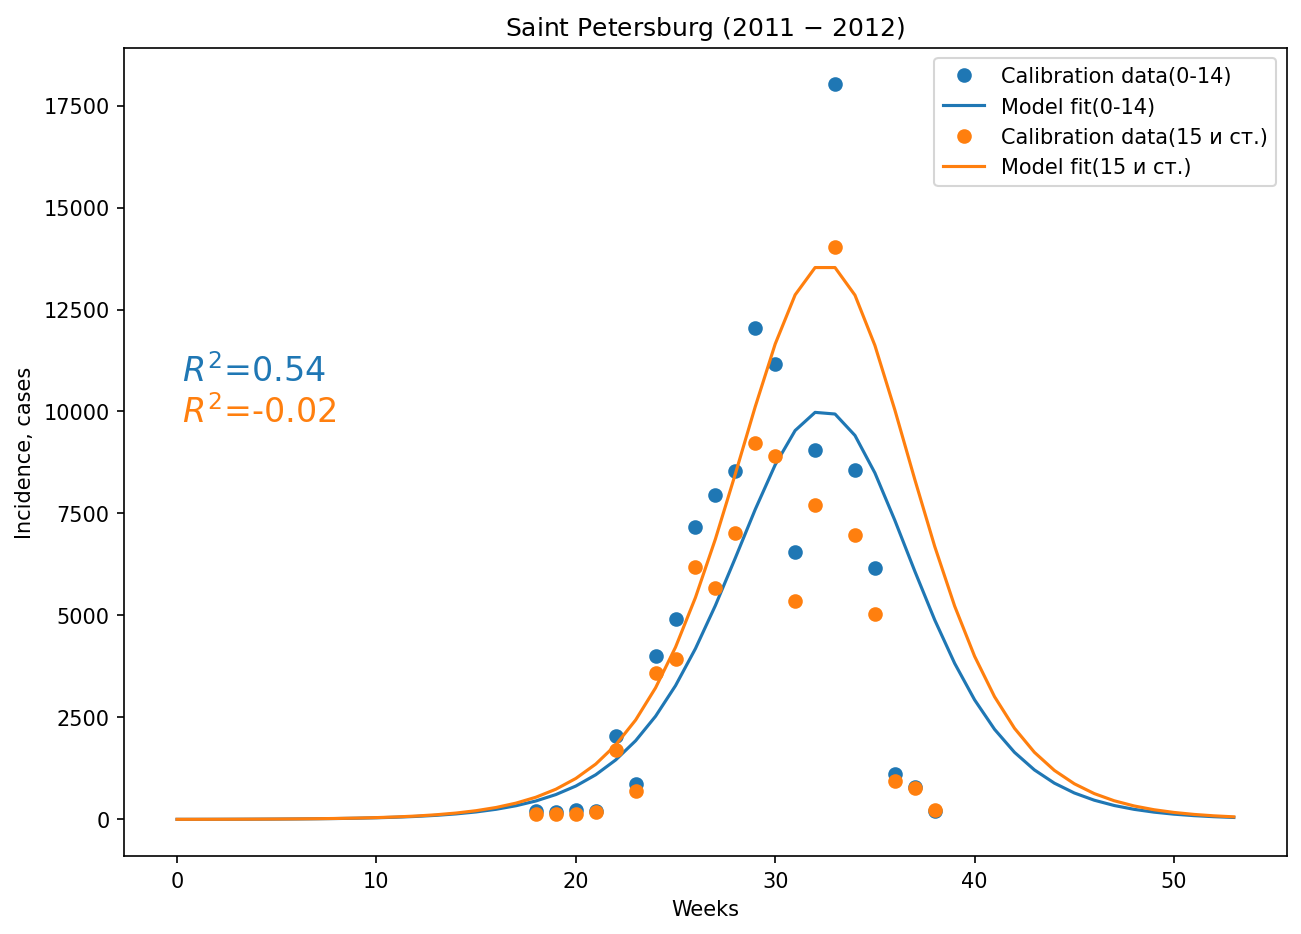 Saint Petersburg (2011 − 2012)
Calibration data(0-14)
Model fit(0-14)
Calibration data(15 и ст.)
Model fit(15 и ст.)
17500
15000
12500
10000
7500
5000
2500
0
Incidence, cases
R²=0.54
R²=-0.02
0 10 20 30 40 50
Weeks